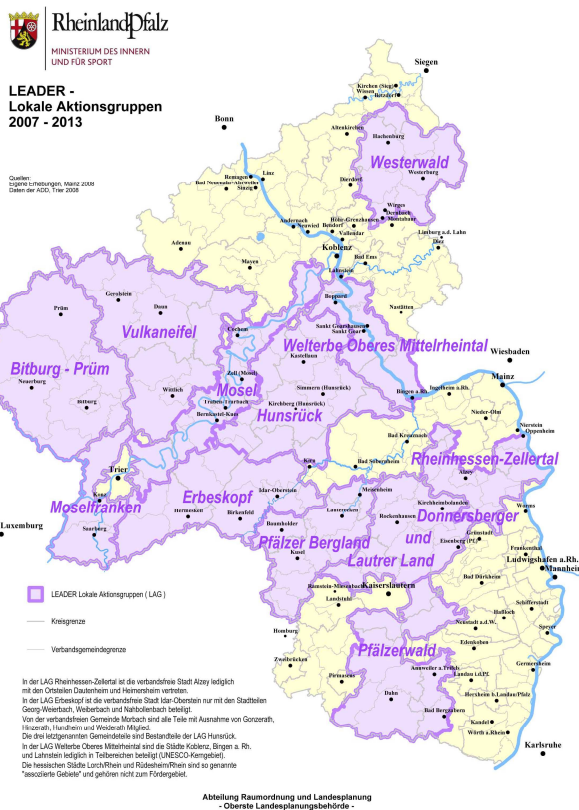 RheinlandPfalz
MINISTERIUM DES INNERN
UND FÜR SPORT
LEADER -
Lokale Aktionsgruppen
2007 - 2013
Quellen:
Eigene Erhebungen, Mainz 2008
Daten der ADD, Trier 2008
Siegen
Kirchen (Sieg)
Wissen
Betzdorf
Bonn
Altenkirchen
Hachenburg
Westerwald
Westerburg
Linz
Remagen
Bad Neuenahr-Ahrweiler
Sinzig
Dierdorf
Wirges
Dernbach
Montabaur
Höhr-Grenzhausen
Andernach
Neuwied
Bendorf
Vallendar
Limburg a.d. Lahn
Diez
Adenau
Koblenz
Mayen
Bad Ems
Lahnstein
Gerolstein
Daun
Prüm
Boppard
Nastätten
Vulkaneifel
Cochem
Sankt Goarshausen
Sankt Goar
Welterbe Oberes Mittelrheintal
Wiesbaden
Kastellaun
Bitburg - Prüm
Zell (Mosel)
Mainz
Neuerburg
Wittlich
Mosel
Simmern (Hunsrück)
Bingen a.Rh.
Ingelheim a.Rh.
Bitburg
Traben-Trarbach
Kirchberg (Hunsrück)
Bernkastel-Kues
Hunsrück
Nieder-Olm
Nierstein
Oppenheim
Bad Kreuznach
Trier
Kirn
Bad Sobernheim
Rheinhessen-Zellertal
Alzey
Konz
Erbeskopf
Idar-Oberstein
Meisenheim
Moselfranken
Hermeskeil
Birkenfeld
Lauterecken
Kirchheimbolanden
Worms
Luxemburg
Saarburg
Baumholder
Rockenhausen
Donnersberger
und
Lautrer Land
Pfälzer Bergland
Kusel
Eisenberg (Pf.)
Grünstadt
Frankenthal
Ludwigshafen a.Rh.
Mannheim
Bad Dürkheim
Ramstein-Miesenbach
Kaiserslautern
Landstuhl
Schifferstadt
Haßloch
Neustadt a.d.W.
Speyer
Homburg
Edenkoben
Pfälzerwald
Zweibrücken
Annweiler a.Trifels
Landau i.d.Pf.
Germersheim
Pirmasens
Dahn
Herxheim b.Landau/Pfalz
Bad Bergzabern
Kandel
Wörth a.Rhein
Karlsruhe
LEADER Lokale Aktionsgruppen ( LAG )
Kreisgrenze
Verbandsgemeindegrenze
In der LAG Rheinhessen-Zellertal ist die verbandsfreie Stadt Alzey lediglich
mit den Ortsteilen Dautenheim und Heimersheim vertreten.
In der LAG Erbeskopf ist die verbandsfreie Stadt Idar-Oberstein nur mit den Stadtteilen
Georg-Weierbach, Weiberbach und Nahbollenbach beteiligt.
Von der verbandsfreien Gemeinde Morbach sind alle Teile mit Ausnahme von Gonzerath,
Hinzerath, Hundheim und Weiderath Mitglied.
Die drei letztgenannten Gemeindeteile sind Bestandteile der LAG Hunsrück.
In der LAG Welterbe Oberes Mittelrheintal sind die Städte Koblenz, Bingen a. Rh.
und Lahnstein lediglich in Teilbereichen beteiligt (UNESCO-Kerngebiet).
Die hessischen Städte Lorch/Rhein und Rüdesheim/Rhein sind so genannte
"assoziierte Gebiete" und gehören nicht zum Fördergebiet.
Abteilung Raumordnung und Landesplanung
- Oberste Landesplanungsbehörde -